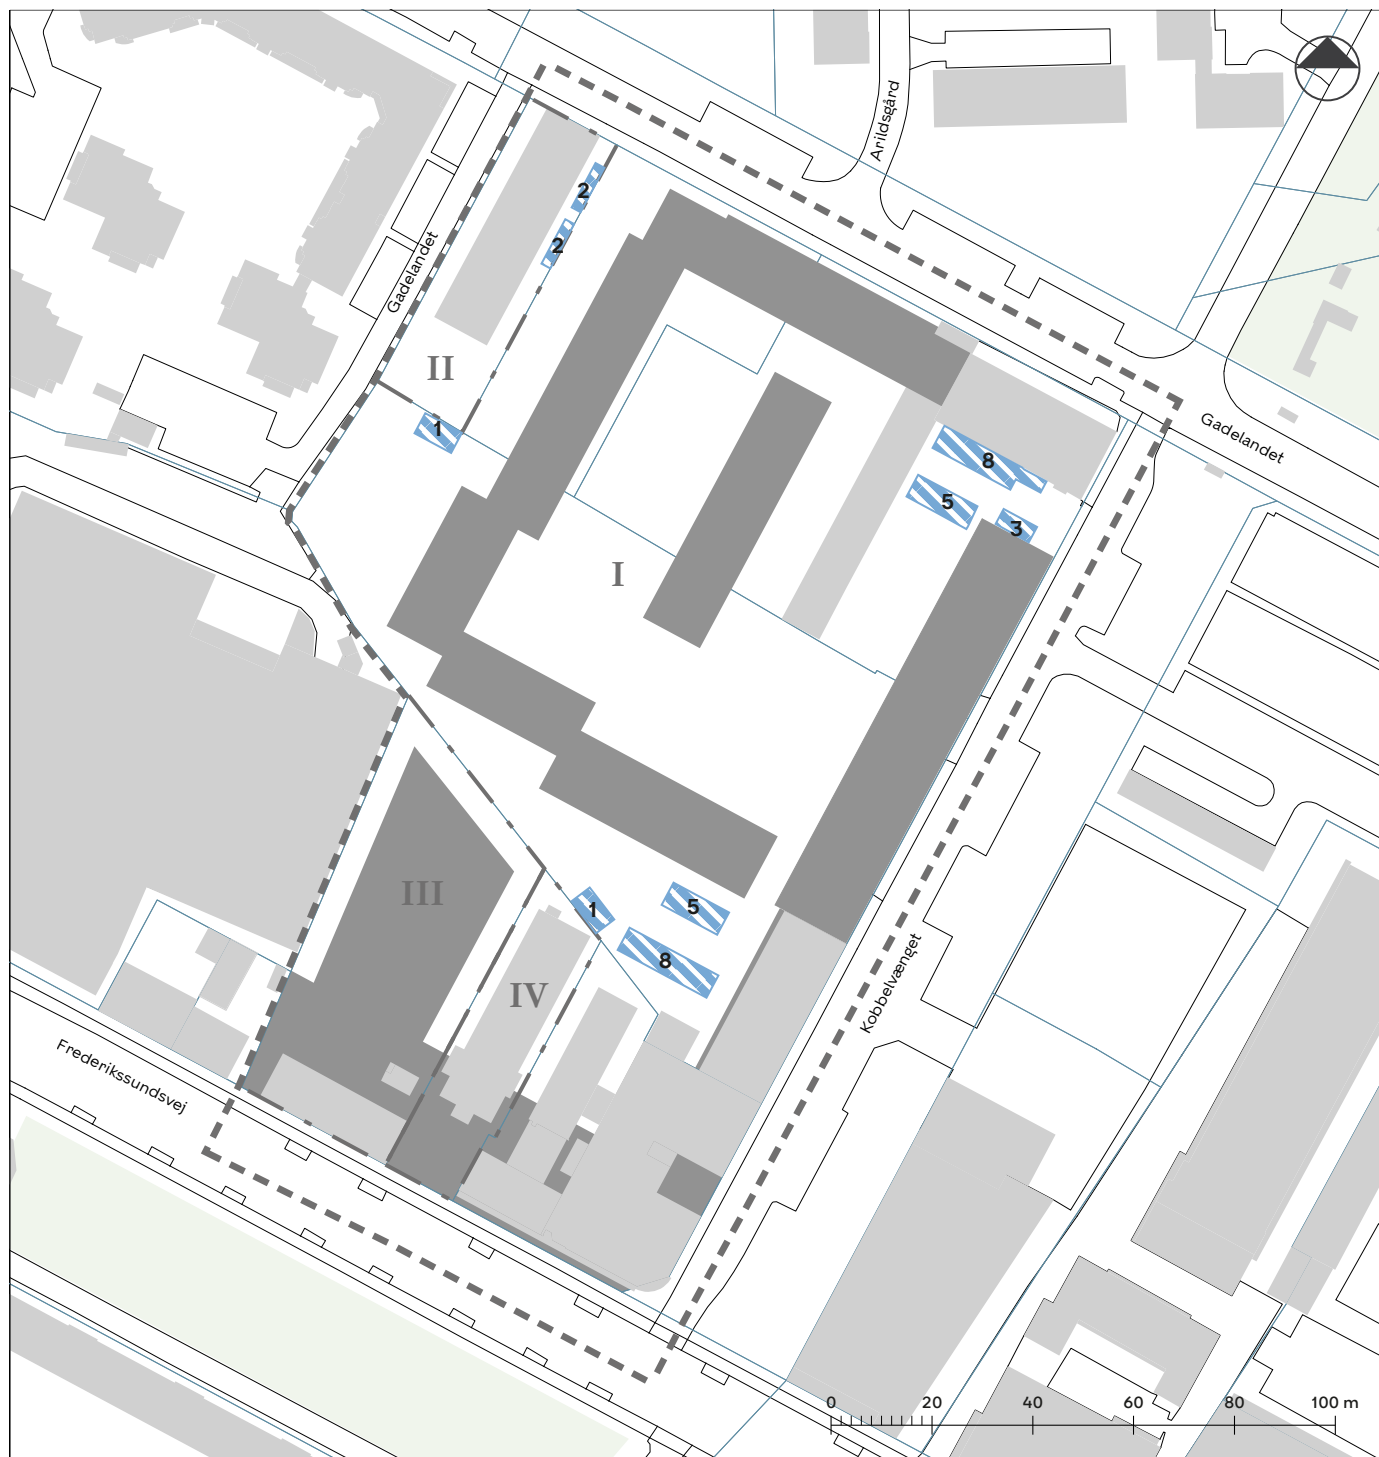 Arildsgård
2
2
Gadelandet
II
1
Gadelandet
8
5
3
I
III
1
5
8
IV
Kobbelvænget
Frederikssundsvej
0 20 40 60 80 100 m